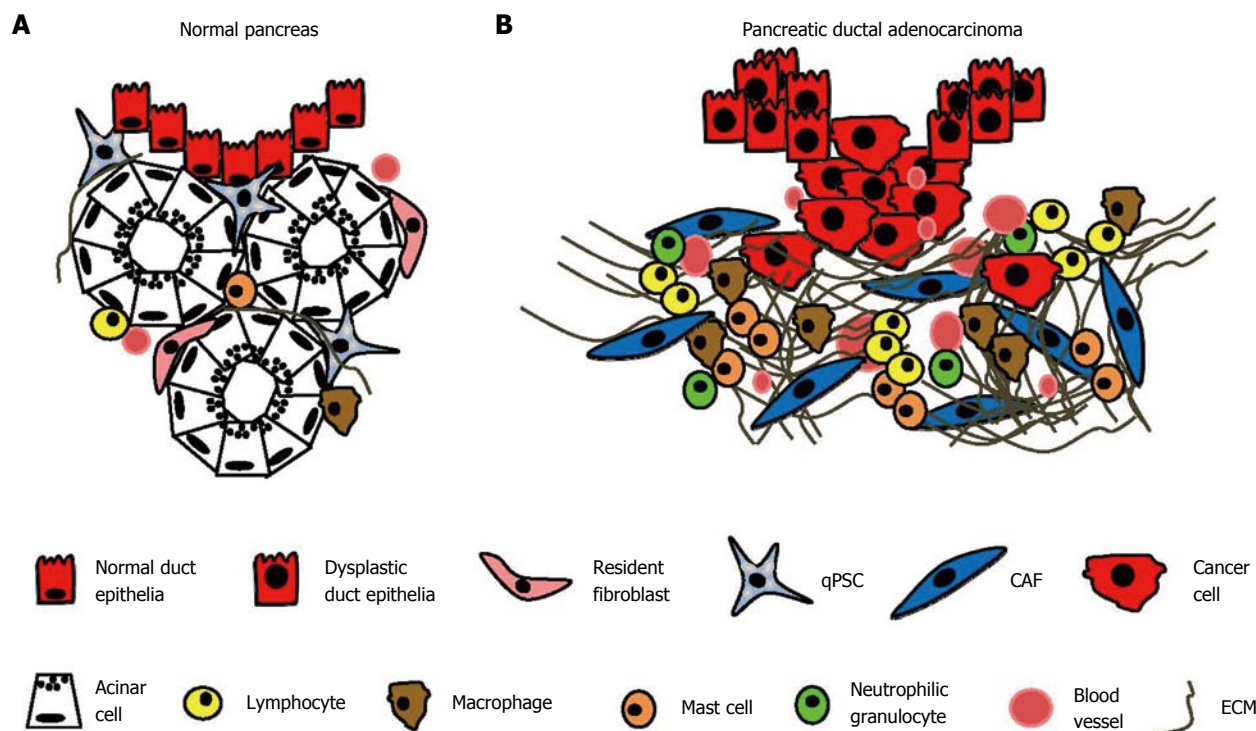 A
Normal pancreas
B
Pancreatic ductal adenocarcinoma
Normal duct
epithelia
Dysplastic
duct epithelia
Resident
fibroblast
qPSC
CAF
Cancer
cell
Acinar
cell
Lymphocyte
Macrophage
Mast cell
Neutrophilic
granulocyte
Blood
vessel
ECM